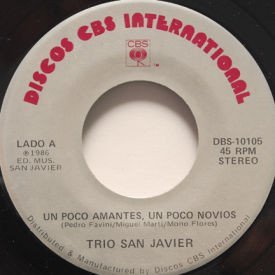 DISCOS CBS INTERNATIONAL
CBS
LADO A
℗1986
ED. MUS.
SAN JAVIER
DBS-10105
45 RPM
STEREO
UN POCO AMANTES, UN POCO NOVIOS
(Pedro Favini/Miguel Marti/Mono Flores)
TRIO SAN JAVIER
Distributed & Manufactured by Discos CBS International